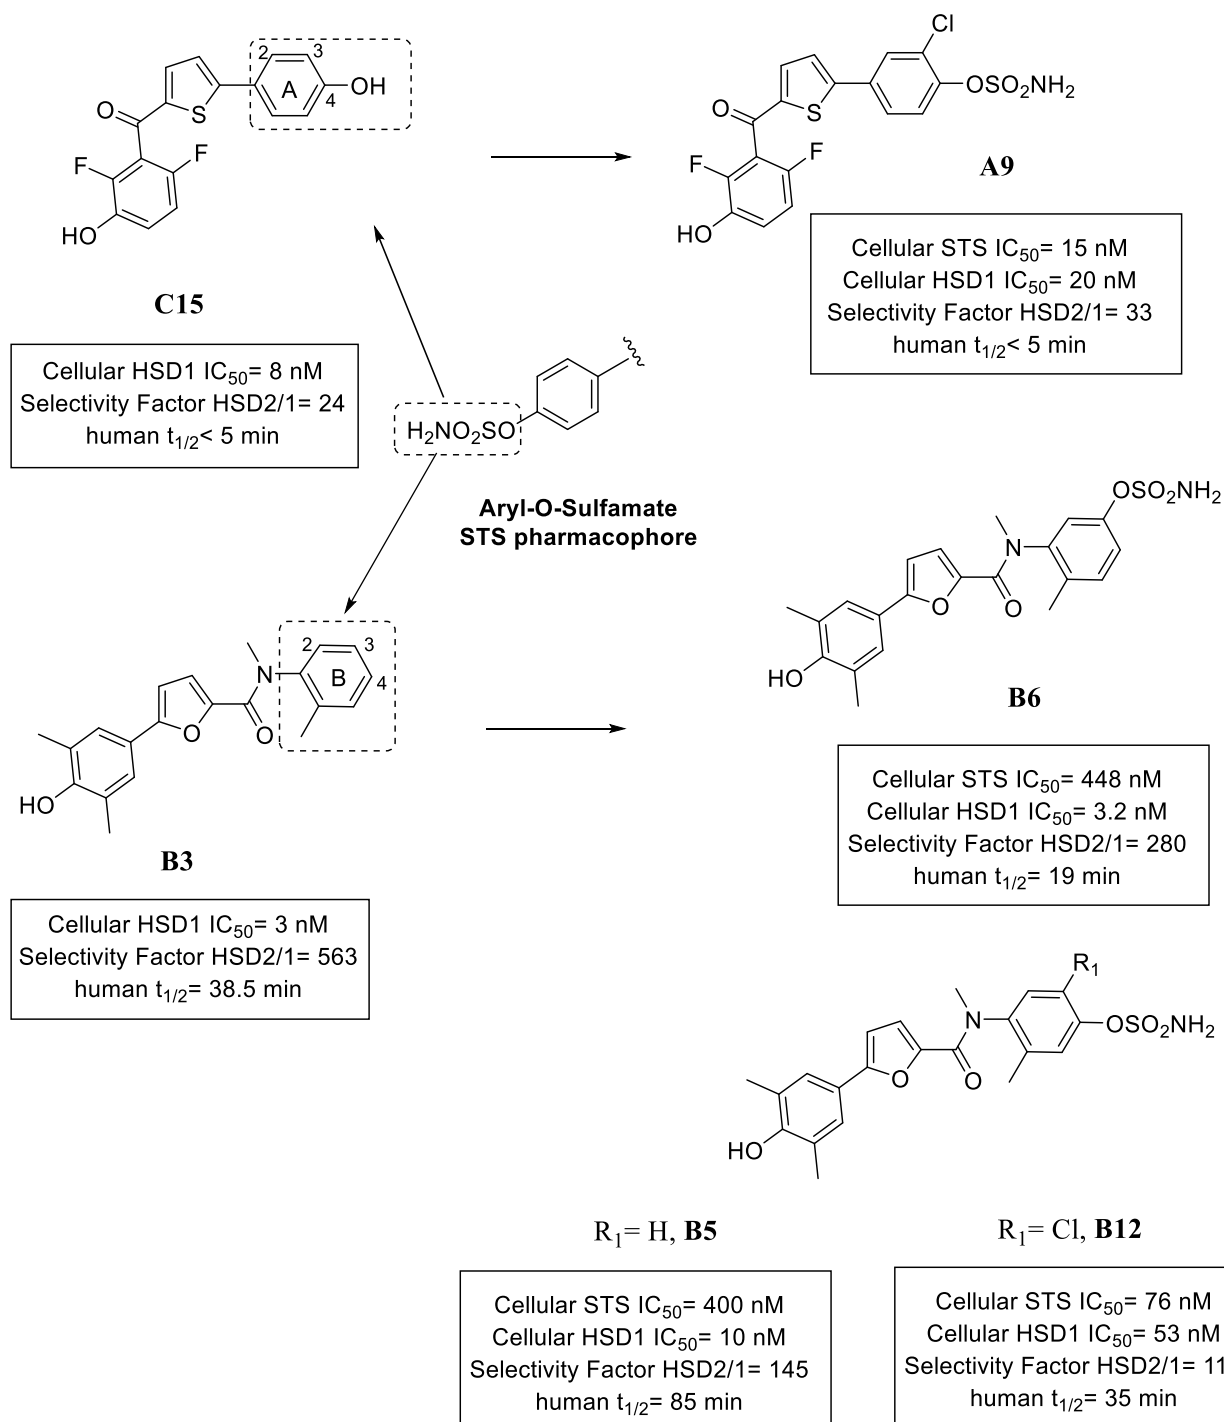 2
3
A
4
OH
S
O
F
F
HO
C15
Cellular HSD1 IC50= 8 nM
Selectivity Factor HSD2/1= 24
human t1/2< 5 min
Cl
OSO2NH2
S
O
F
F
HO
A9
Cellular STS IC50= 15 nM
Cellular HSD1 IC50= 20 nM
Selectivity Factor HSD2/1= 33
human t1/2< 5 min
H2NO2SO
Aryl-O-Sulfamate
STS pharmacophore
2
3
B
4
N
O
O
HO
B3
Cellular HSD1 IC50= 3 nM
Selectivity Factor HSD2/1= 563
human t1/2= 38.5 min
OSO2NH2
N
O
O
HO
B6
Cellular STS IC50= 448 nM
Cellular HSD1 IC50= 3.2 nM
Selectivity Factor HSD2/1= 280
human t1/2= 19 min
R1
N
OSO2NH2
O
O
HO
R1= H, B5
Cellular STS IC50= 400 nM
Cellular HSD1 IC50= 10 nM
Selectivity Factor HSD2/1= 145
human t1/2= 85 min
R1= Cl, B12
Cellular STS IC50= 76 nM
Cellular HSD1 IC50= 53 nM
Selectivity Factor HSD2/1= 11
human t1/2= 35 min